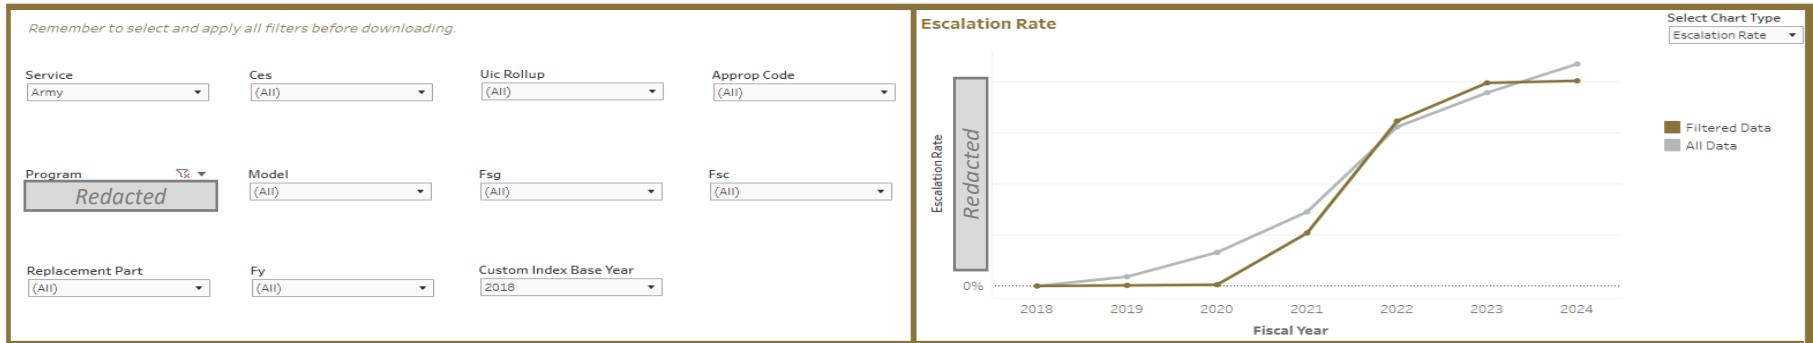 Remember to select and apply all filters before downloading.
Service
Army
Ces
(All)
Uic Rollup
(All)
Approp Code
(All)
Program
Redacted
Model
(All)
Fsg
(All)
Fsc
(All)
Replacement Part
(All)
Fy
(All)
Custom Index Base Year
2018
Escalation Rate
Select Chart Type
Escalation Rate
Escalation Rate
Redacted
0%
2018 2019 2020 2021 2022 2023 2024
Fiscal Year
Filtered Data
All Data